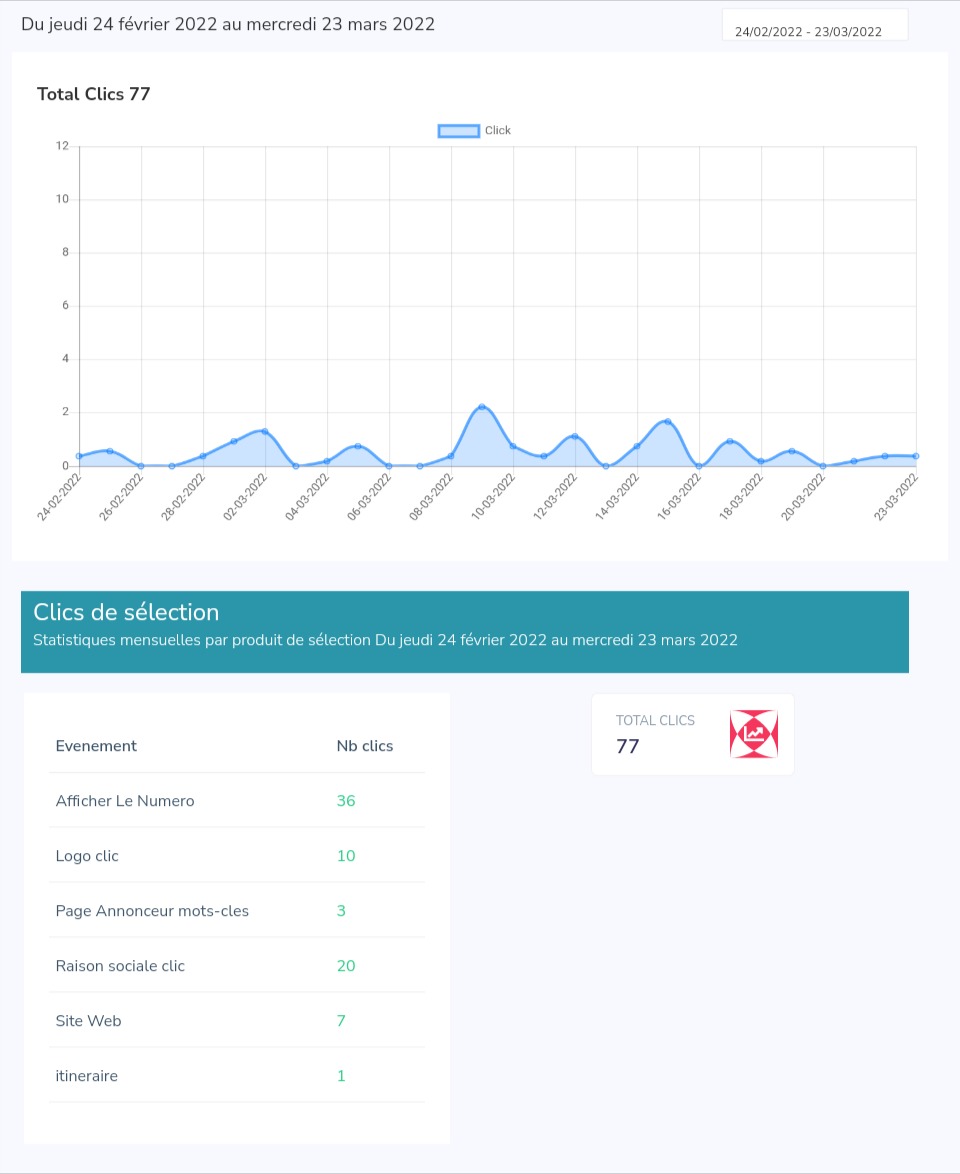 Du jeudi 24 février 2022 au mercredi 23 mars 2022
24/02/2022 - 23/03/2022
Total Clics 77
Click
12
10
8
6
4
2
0
24-02-2022
26-02-2022
28-02-2022
02-03-2022
04-03-2022
06-03-2022
08-03-2022
10-03-2022
12-03-2022
14-03-2022
16-03-2022
18-03-2022
20-03-2022
23-03-2022
Clics de sélection
Statistiques mensuelles par produit de sélection Du jeudi 24 février 2022 au mercredi 23 mars 2022
Evenement Nb clics
Afficher Le Numero 36
Logo clic 10
Page Annonceur mots-cles 3
Raison sociale clic 20
Site Web 7
itineraire 1
TOTAL CLICS
77